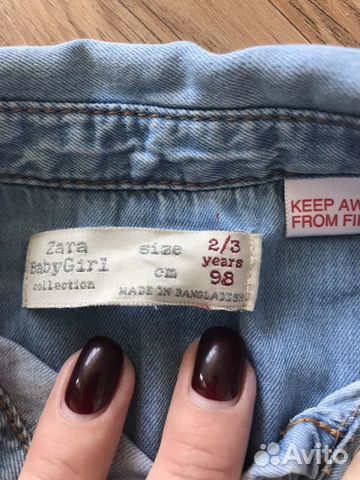 Zara
BabyGirl
collection
size
cm
2/3
years
98
MADE IN BANGLADESH
KEEP AW
FROM FI
Avito